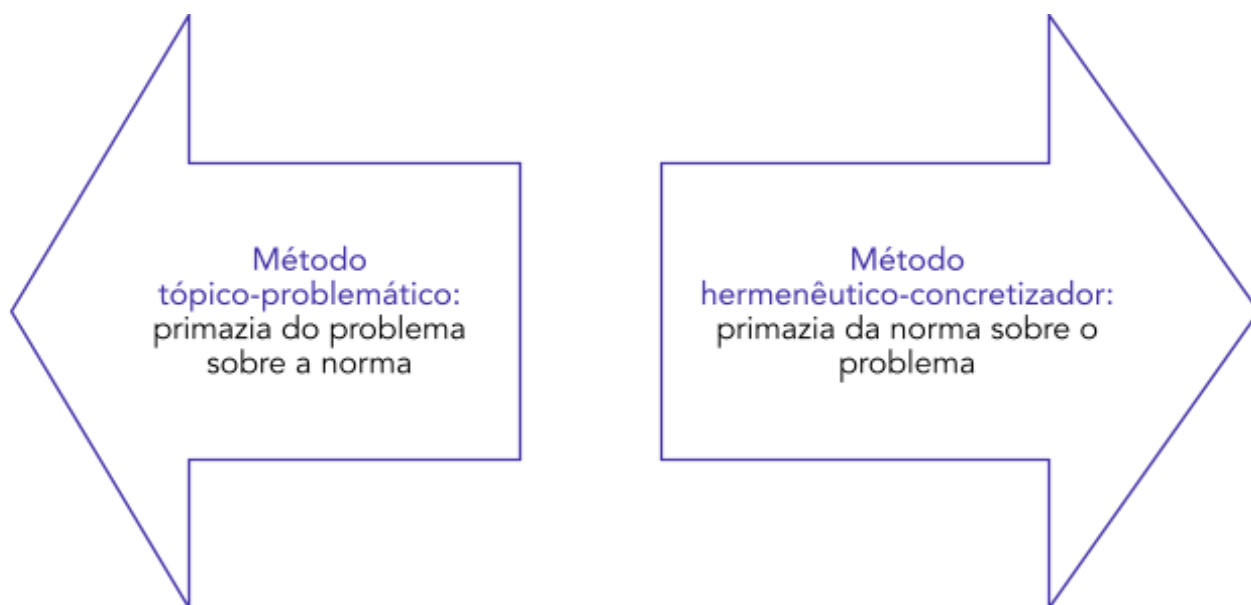 Método
tópico-problemático:
primazia do problema
sobre a norma
Método
hermenêutico-concretizador:
primazia da norma sobre o
problema